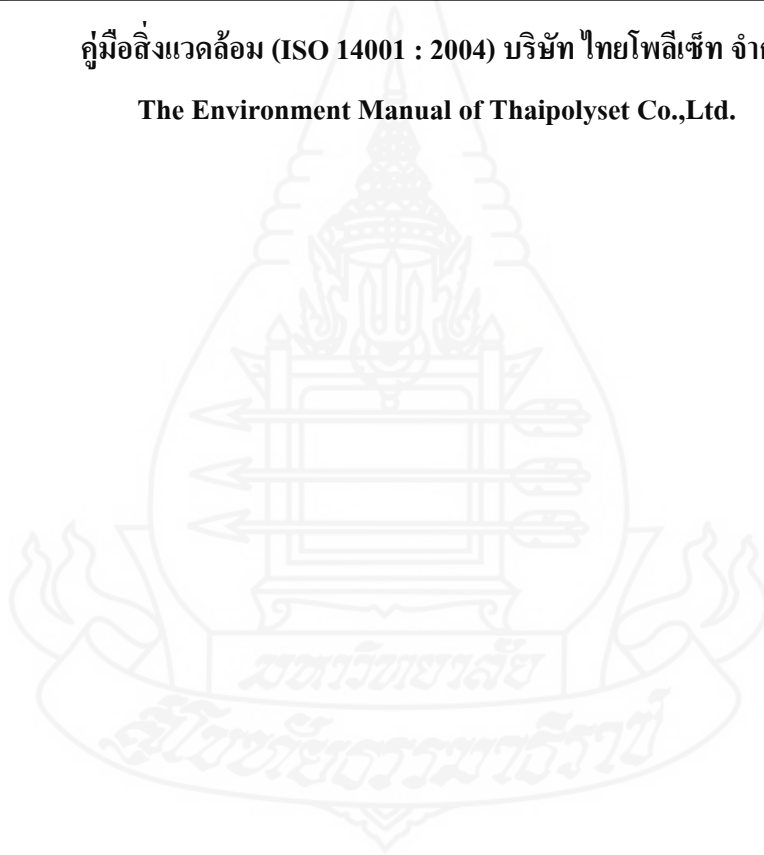 คู่มือสิ่งแวดล้อม (ISO 14001 : 2004) บริษัท ไทยโพลีเซ็ท
The Environment Manual of Thaipolyset Co.,Ltd.
มหาวิทยาลัย
สุโขทัยธรรมาธิราช